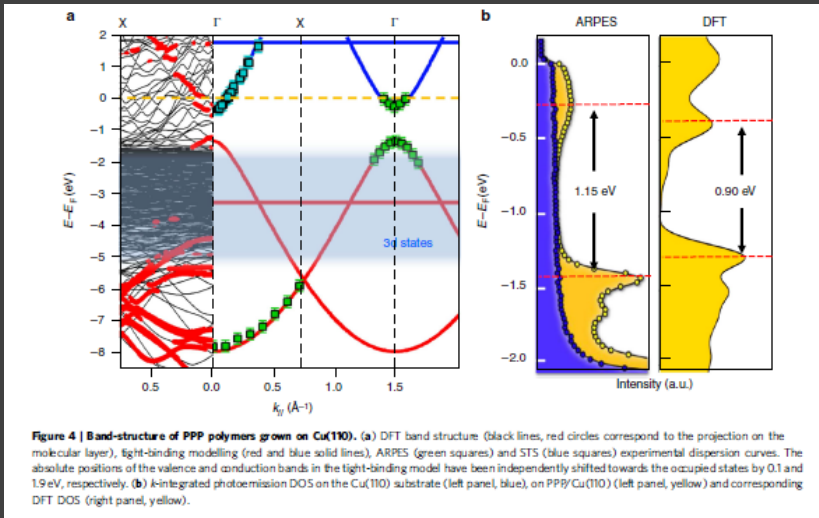 a
b
X Γ X Γ
ARPES DFT
2
1
0
−1
−2
−3
−4
−5
−6
−7
−8
E–E_F (eV)
3d states
0.5 0.0 0.5 1.0 1.5
k_// (Å⁻¹)
0.0
−0.5
−1.0
−1.5
−2.0
E–E_F (eV)
1.15 eV
0.90 eV
Intensity (a.u.)
Figure 4 | Band-structure of PPP polymers grown on Cu(110). (a) DFT band structure (black lines, red circles correspond to the projection on the
molecular layer), tight-binding modelling (red and blue solid lines), ARPES (green squares) and STS (blue squares) experimental dispersion curves. The
absolute positions of the valence and conduction bands in the tight-binding model have been independently shifted towards the occupied states by 0.1 and
1.9 eV, respectively. (b) k-integrated photoemission DOS on the Cu(110) substrate (left panel, blue), on PPP/Cu(110) (left panel, yellow) and corresponding
DFT DOS (right panel, yellow).